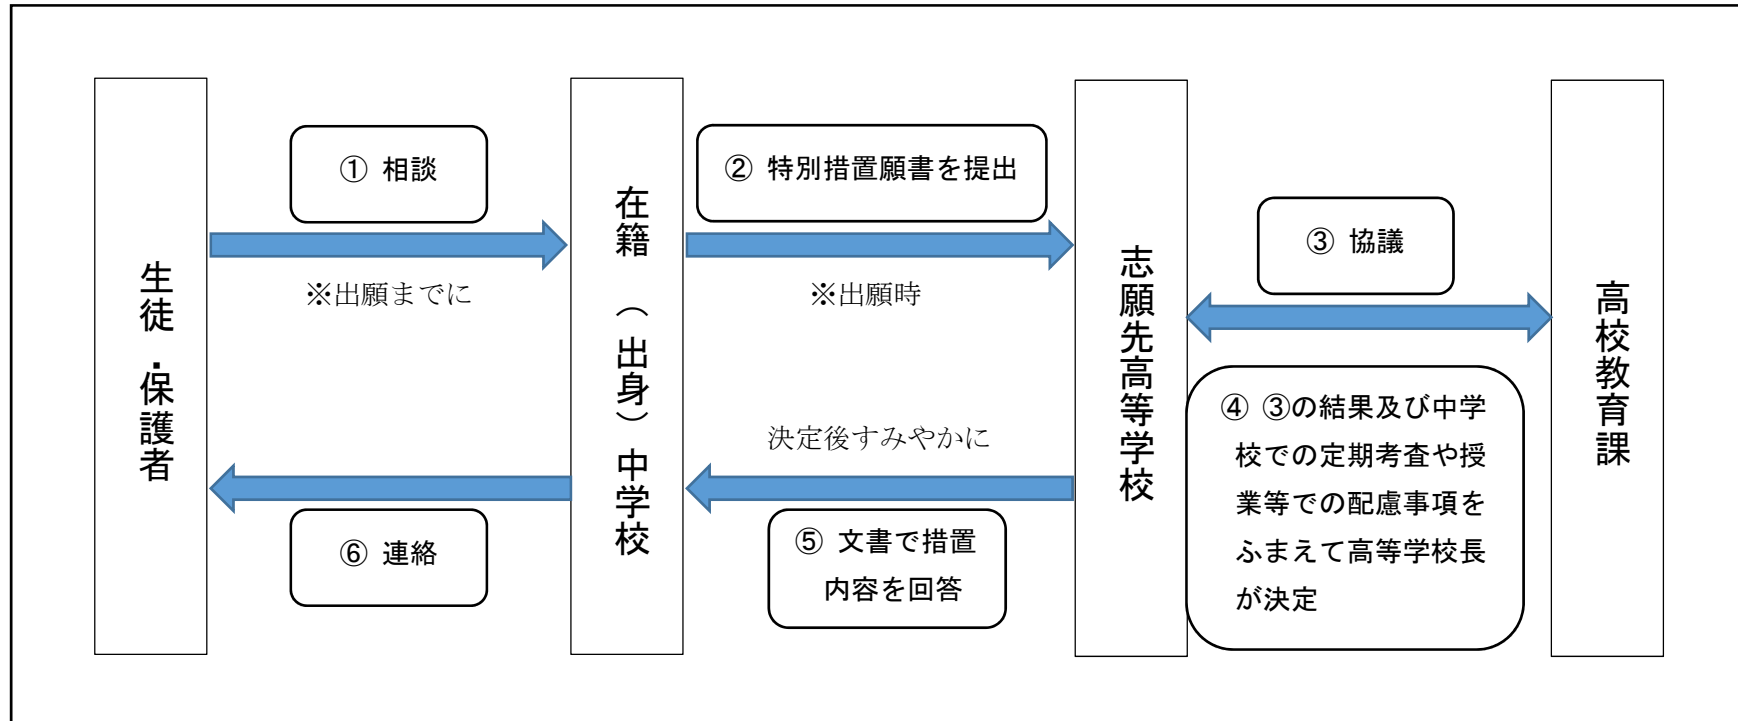 生徒・保護者
① 相談
※出願までに
⑥ 連絡
在籍（出身）中学校
② 特別措置願書を提出
※出願時
決定後すみやかに
⑤ 文書で措置
内容を回答
志願先高等学校
③ 協議
④ ③の結果及び中学
校での定期考査や授
業等での配慮事項を
ふまえて高等学校長
が決定
高校教育課